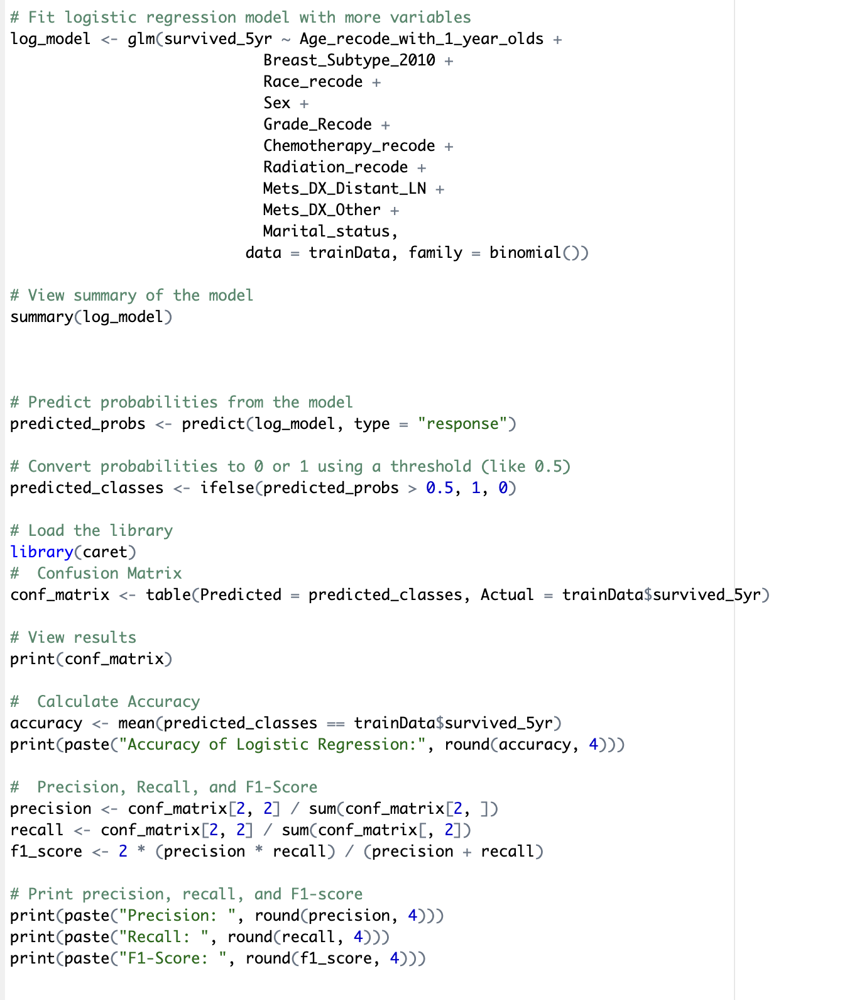 # Fit logistic regression model with more variables
log_model <- glm(survived_5yr ~ Age_recode_with_1_year_olds +
                            Breast_Subtype_2010 +
                            Race_recode +
                            Sex +
                            Grade_Recode +
                            Chemotherapy_recode +
                            Radiation_recode +
                            Mets_DX_Distant_LN +
                            Mets_DX_Other +
                            Marital_status,
                          data = trainData, family = binomial())

# View summary of the model
summary(log_model)

# Predict probabilities from the model
predicted_probs <- predict(log_model, type = "response")

# Convert probabilities to 0 or 1 using a threshold (like 0.5)
predicted_classes <- ifelse(predicted_probs > 0.5, 1, 0)

# Load the library
library(caret)
#  Confusion Matrix
conf_matrix <- table(Predicted = predicted_classes, Actual = trainData$survived_5yr)

# View results
print(conf_matrix)

#  Calculate Accuracy
accuracy <- mean(predicted_classes == trainData$survived_5yr)
print(paste("Accuracy of Logistic Regression:", round(accuracy, 4)))

#  Precision, Recall, and F1-Score
precision <- conf_matrix[2, 2] / sum(conf_matrix[2, ])
recall <- conf_matrix[2, 2] / sum(conf_matrix[, 2])
f1_score <- 2 * (precision * recall) / (precision + recall)

# Print precision, recall, and F1-score
print(paste("Precision: ", round(precision, 4)))
print(paste("Recall: ", round(recall, 4)))
print(paste("F1-Score: ", round(f1_score, 4)))